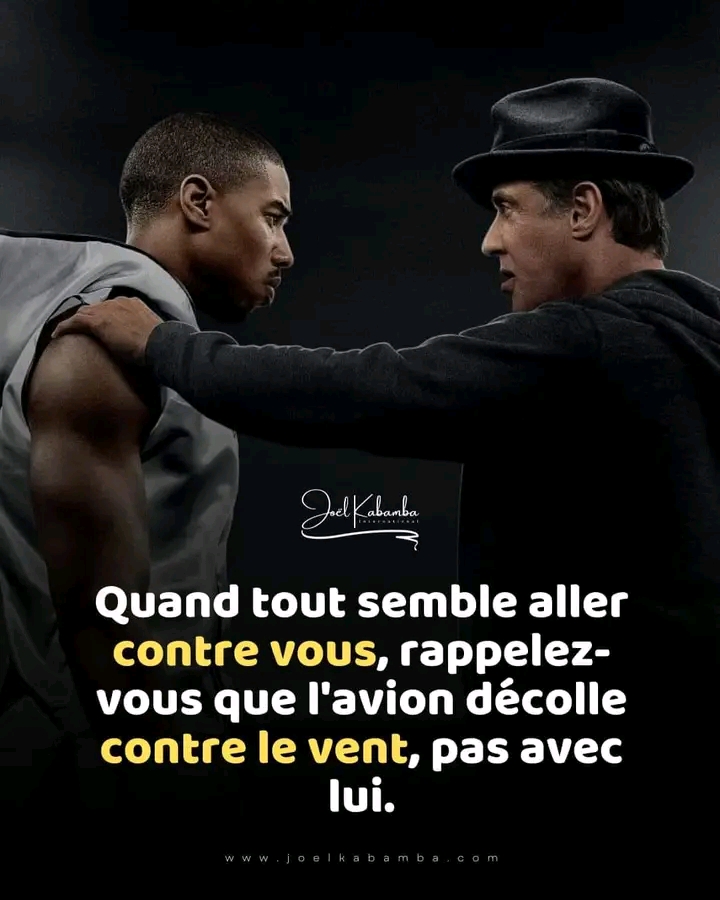 Joël Kabamba
International
Quand tout semble aller
contre vous, rappelez-
vous que l'avion décolle
contre le vent, pas avec
lui.
www.joelkabamba.com